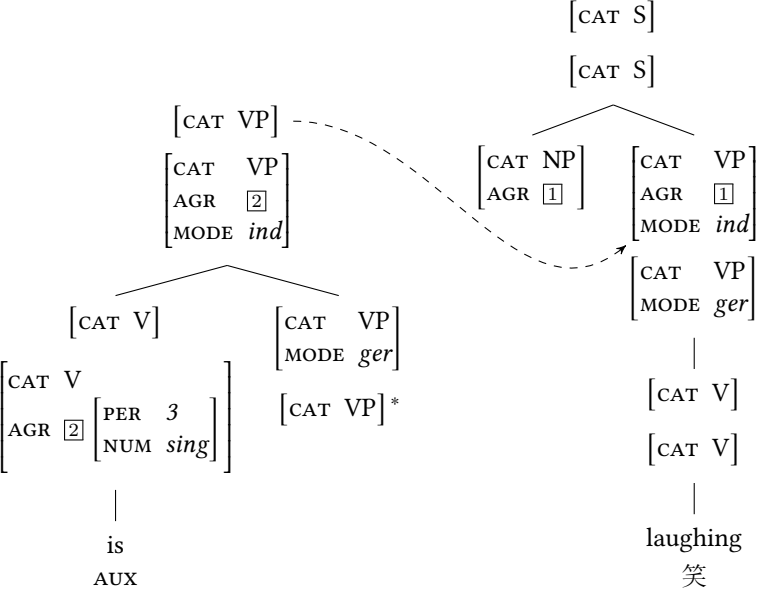 [CAT S]
[CAT S]
[CAT VP]
[CAT VP
AGR 2
MODE ind]
[CAT NP
AGR 1]
[CAT VP
AGR 1
MODE ind]
[CAT VP
MODE ger]
[CAT V]
[CAT V
AGR 2 [PER 3
NUM sing]]
[CAT VP
MODE ger]
[CAT VP]*
[CAT V]
[CAT V]
is
AUX
laughing
笑